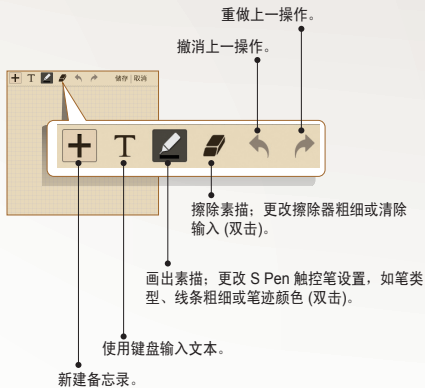 重做上一操作。
撤消上一操作。
T 储存 取消
T
擦除素描；更改擦除器粗细或清除
输入 (双击)。
画出素描；更改 S Pen 触控笔设置，如笔类
型、线条粗细或笔迹颜色 (双击)。
使用键盘输入文本。
新建备忘录。